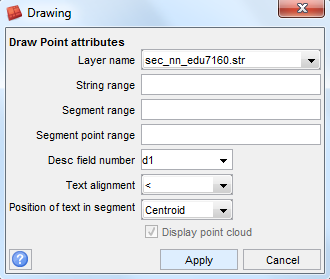 Drawing
Draw Point attributes
Layer name sec_nn_edu7160.str
String range
Segment range
Segment point range
Desc field number d1
Text alignment <
Position of text in segment Centroid
Display point cloud
? Apply Cancel